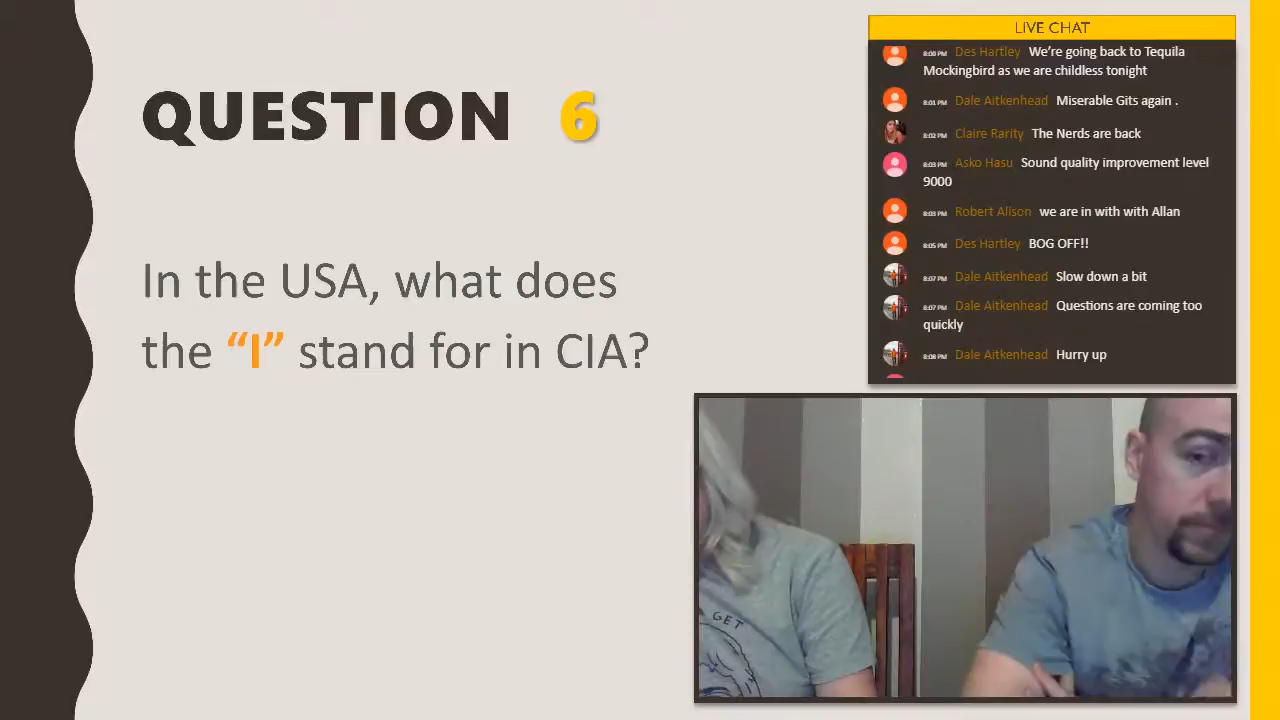 QUESTION 6
In the USA, what does
the “I” stand for in CIA?
LIVE CHAT
8:00 PM Des Hartley We’re going back to Tequila
Mockingbird as we are childless tonight
8:01 PM Dale Aitkenhead Miserable Gits again .
8:02 PM Claire Rarity The Nerds are back
8:03 PM Asko Hasu Sound quality improvement level
9000
8:03 PM Robert Alison we are in with with Allan
8:05 PM Des Hartley BOG OFF!!
8:07 PM Dale Aitkenhead Slow down a bit
8:07 PM Dale Aitkenhead Questions are coming too
quickly
8:08 PM Dale Aitkenhead Hurry up
GET